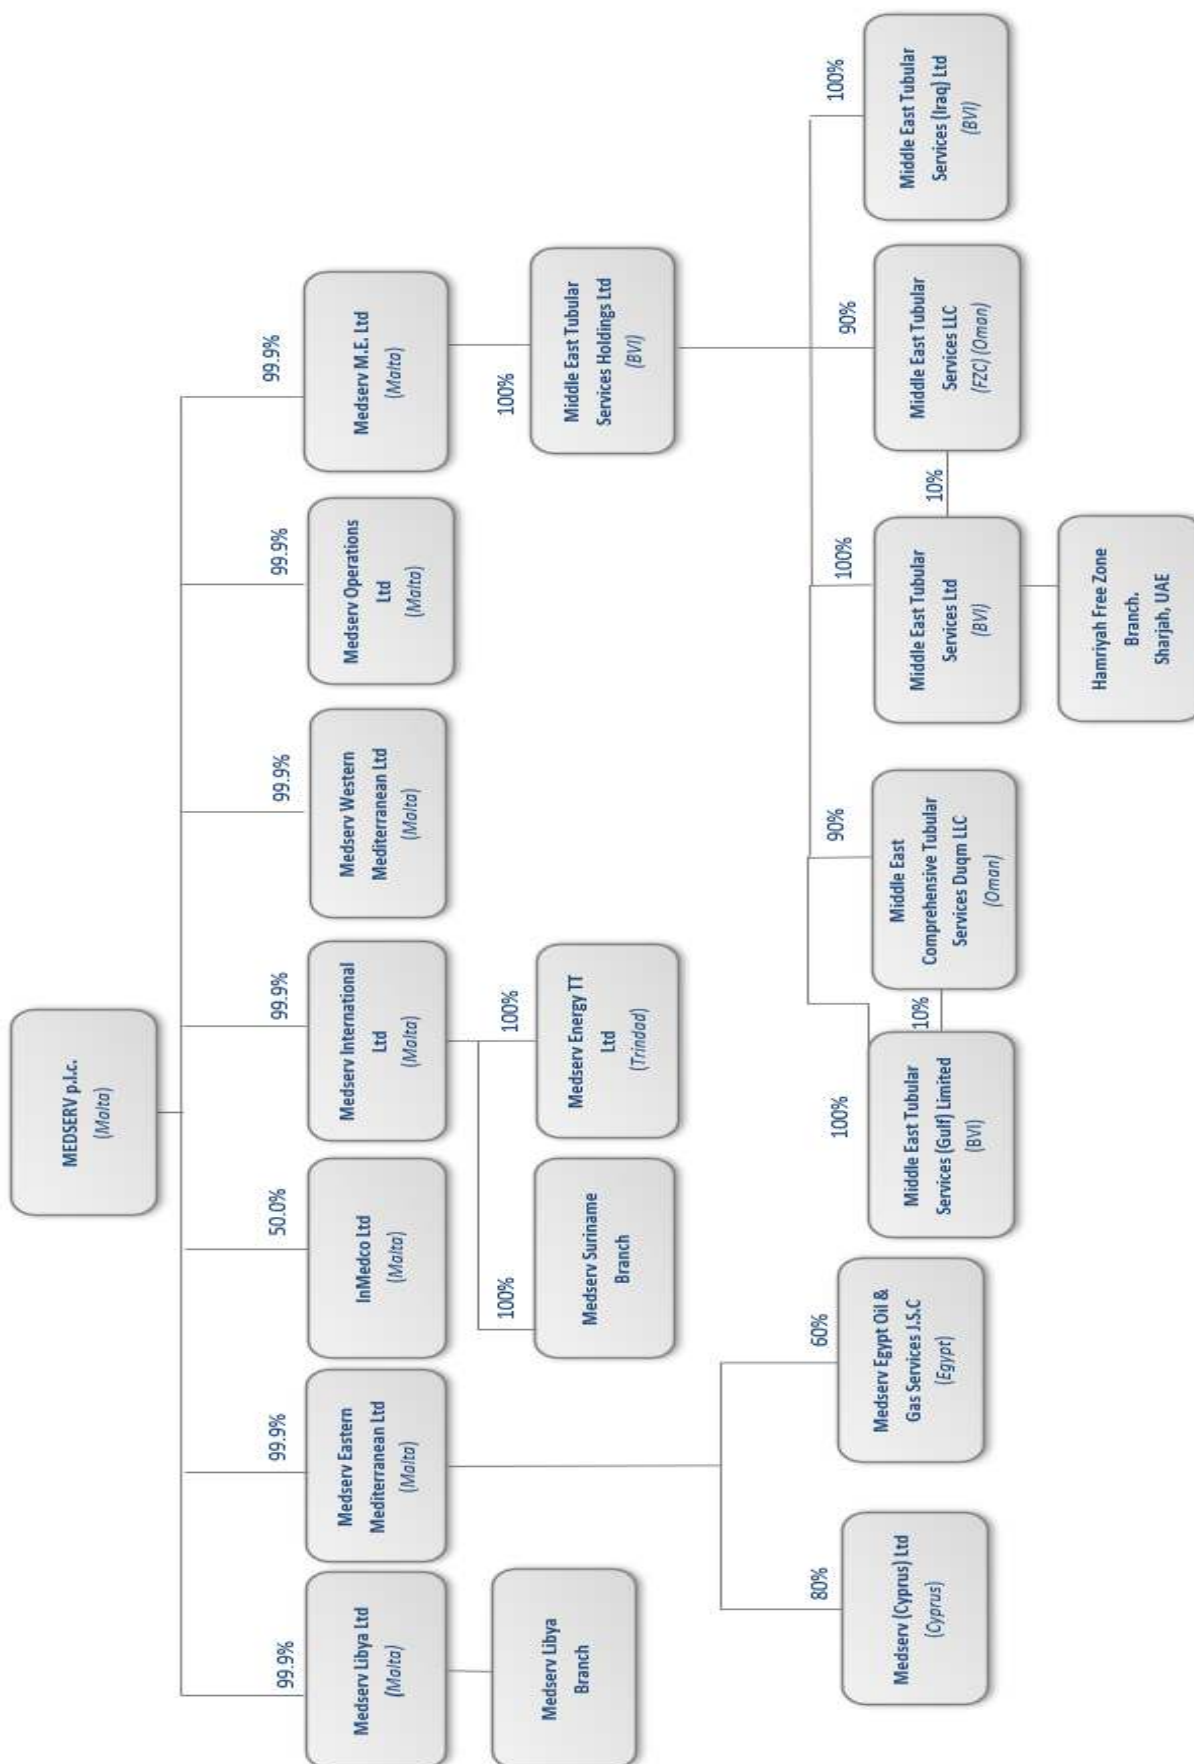 MEDSERV p.l.c.
(Malta)
99.9%
Medserv Libya Ltd
(Malta)
Medserv Libya
Branch
99.9%
Medserv Eastern
Mediterranean Ltd
(Malta)
80%
Medserv (Cyprus) Ltd
(Cyprus)
60%
Medserv Egypt Oil &
Gas Services J.S.C
(Egypt)
50.0%
InMedco Ltd
(Malta)
99.9%
Medserv International
Ltd
(Malta)
100%
Medserv Suriname
Branch
100%
Medserv Energy TT
Ltd
(Trindad)
99.9%
Medserv Western
Mediterranean Ltd
(Malta)
99.9%
Medserv Operations
Ltd
(Malta)
99.9%
Medserv M.E. Ltd
(Malta)
100%
Middle East Tubular
Services Holdings Ltd
(BVI)
100%
Middle East Tubular
Services (Gulf) Limited
(BVI)
10%
90%
Middle East
Comprehensive Tubular
Services Duqm LLC
(Oman)
100%
Middle East Tubular
Services Ltd
(BVI)
Hamriyah Free Zone
Branch.
Sharjah, UAE
10%
90%
Middle East Tubular
Services LLC
(FZC) (Oman)
100%
Middle East Tubular
Services (Iraq) Ltd
(BVI)